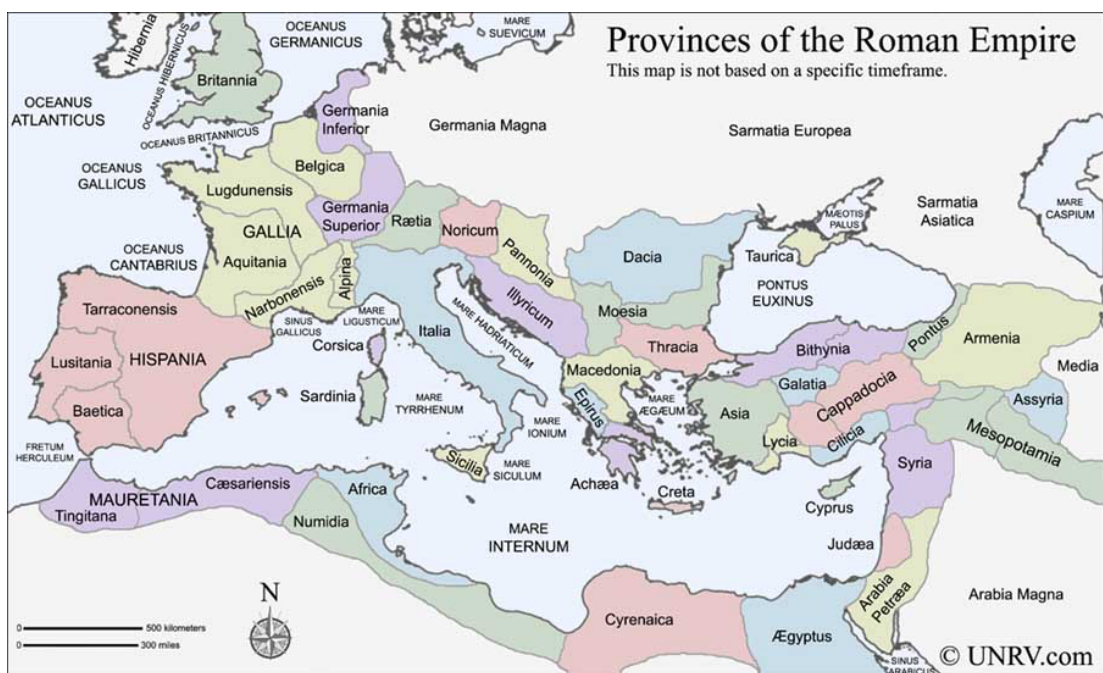 Provinces of the Roman Empire
This map is not based on a specific timeframe.
Hibernia
OCEANUS HIBERNICUS
OCEANUS
GERMANICUS
MARE
SUEVICUM
Britannia
OCEANUS
ATLANTICUS
OCEANUS BRITANNICUS
Germania
Inferior
Germania Magna
Sarmatia Europea
OCEANUS
GALLICUS
Belgica
Lugdunensis
Germania
Superior
Rætia
Noricum
Pannonia
GALLIA
Aquitania
Narbonensis
Alpina
OCEANUS
CANTABRIUS
Dacia
Taurica
MÆOTIS
PALUS
Sarmatia
Asiatica
MARE
CASPIUM
PONTUS
EUXINUS
Illyricum
Moesia
Thracia
Tarraconensis
HISPANIA
Lusitania
Baetica
SINUS
GALLICUS
MARE
LIGUSTICUM
Corsica
Italia
MARE HADRIATICUM
Sardinia
MARE
TYRRHENUM
Macedonia
Epirus
MARE
ÆGÆUM
MARE
IONIUM
Bithynia
Pontus
Armenia
Media
Galatia
Cappadocia
Asia
Lycia
Cilicia
Assyria
Mesopotamia
FRETUM
HERCULEUM
Sicilia
MARE
SICULUM
Achæa
Creta
Cyprus
Syria
MAURETANIA
Tingitana
Cæsariensis
Africa
Numidia
MARE
INTERNUM
Judæa
Arabia
Petræa
Arabia Magna
Cyrenaica
Ægyptus
SINUS
ARABICUS
N
0 500 kilometers
0 300 miles
© UNRV.com